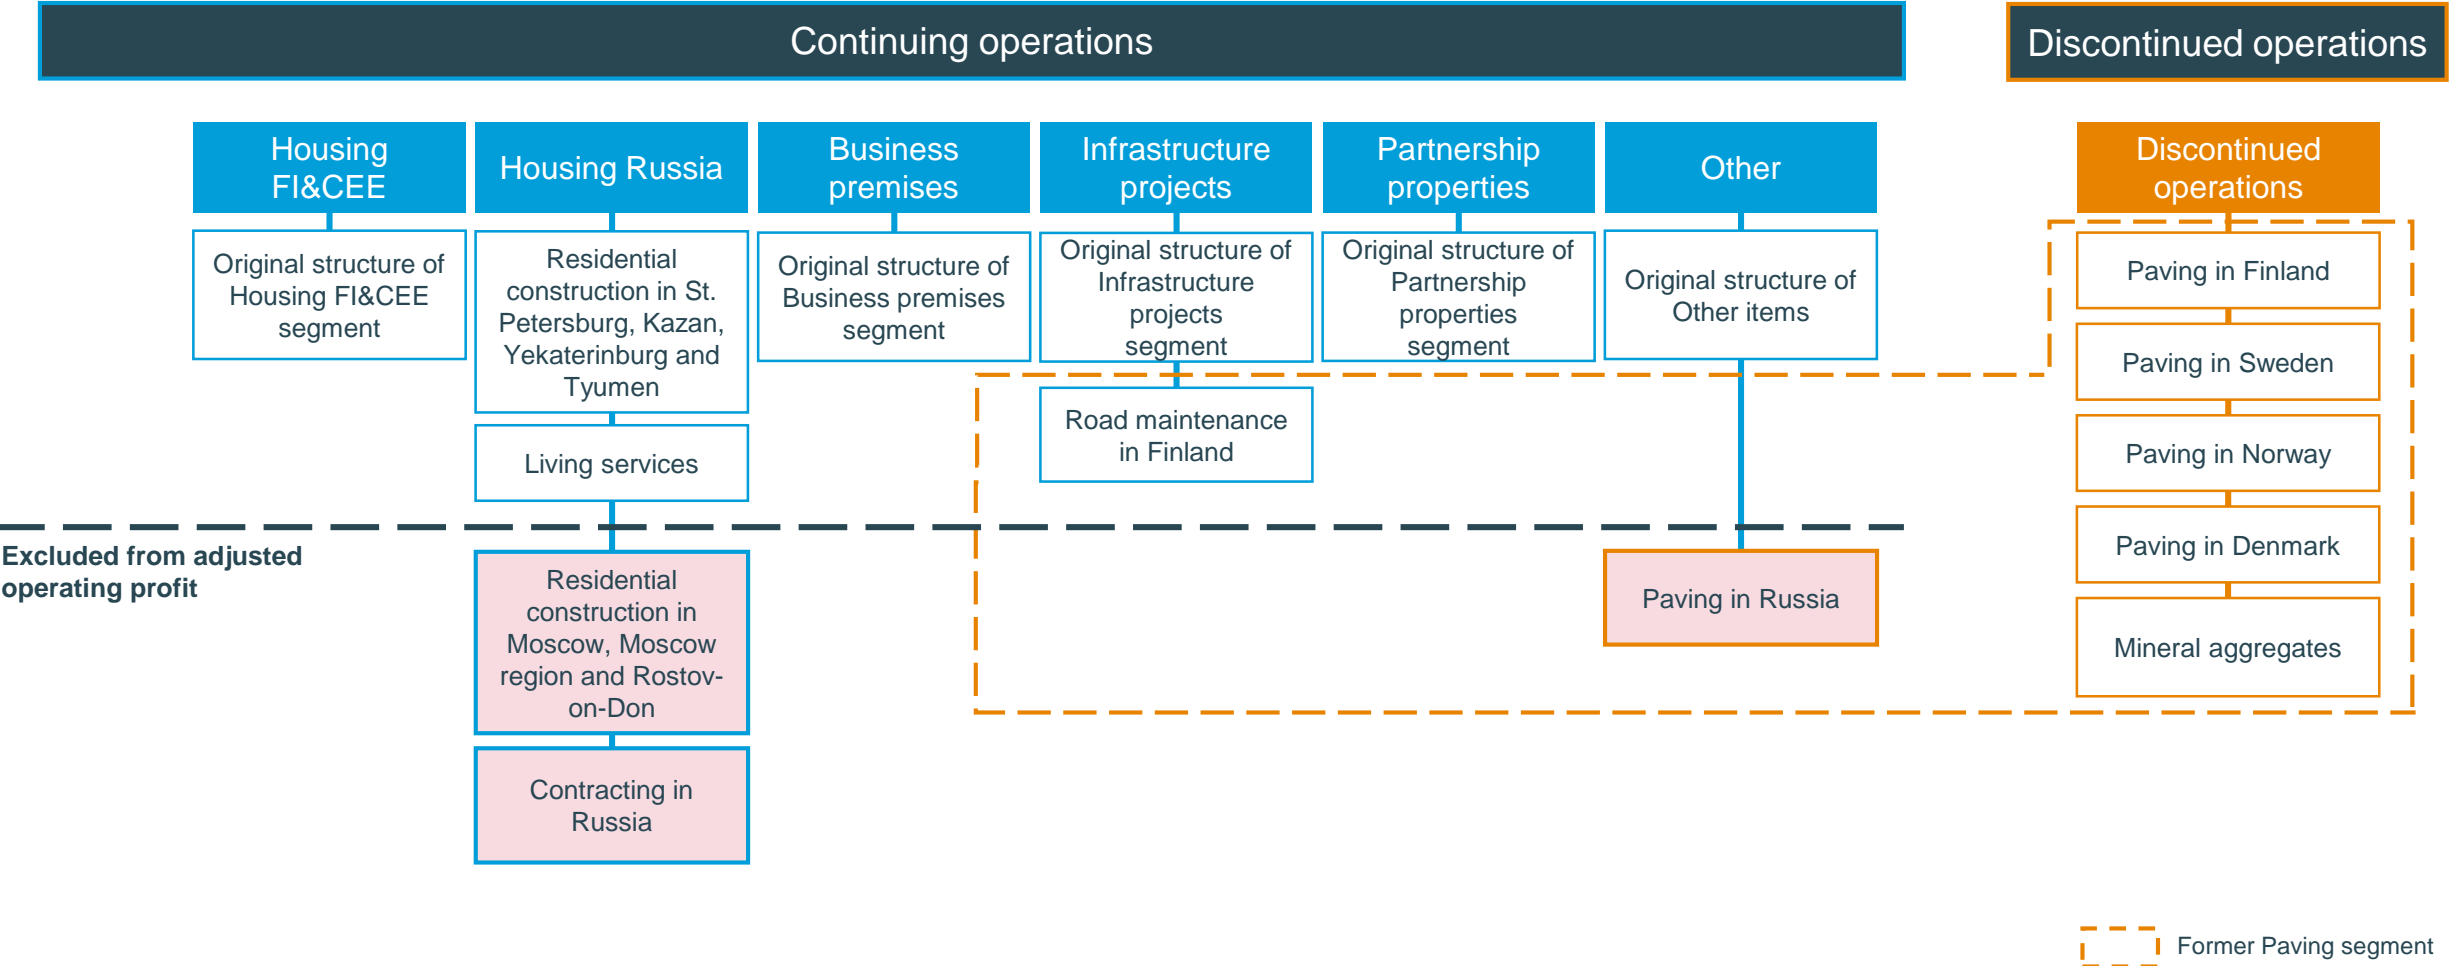 Continuing operations
Discontinued operations
Housing
FI&CEE
Original structure of
Housing FI&CEE
segment
Housing Russia
Residential
construction in St.
Petersburg, Kazan,
Yekaterinburg and
Tyumen
Living services
Business
premises
Original structure of
Business premises
segment
Infrastructure
projects
Original structure of
Infrastructure
projects
segment
Road maintenance
in Finland
Partnership
properties
Original structure of
Partnership
properties
segment
Other
Original structure of
Other items
Excluded from adjusted
operating profit
Residential
construction in
Moscow, Moscow
region and Rostov-
on-Don
Contracting in
Russia
Paving in Russia
Discontinued
operations
Paving in Finland
Paving in Sweden
Paving in Norway
Paving in Denmark
Mineral aggregates
Former Paving segment